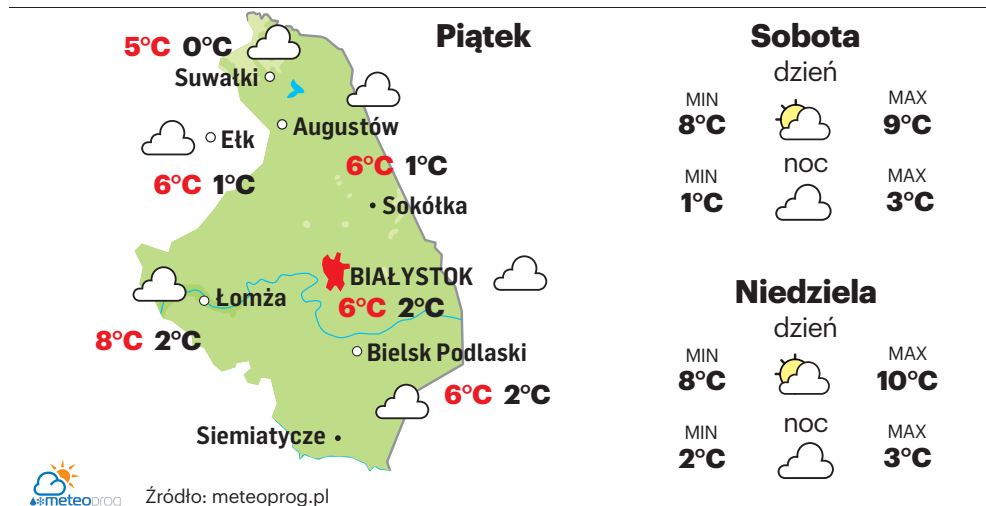 Piątek
5°C 0°C
Suwałki
Augustów
Ełk
6°C 1°C
6°C 1°C
Sokółka
BIAŁYSTOK
6°C 2°C
Łomża
8°C 2°C
Bielsk Podlaski
6°C 2°C
Siemiatycze
meteoprog
Źródło: meteoprog.pl
Sobota
dzień
MIN MAX
8°C 9°C
noc
MIN MAX
1°C 3°C
Niedziela
dzień
MIN MAX
8°C 10°C
noc
MIN MAX
2°C 3°C